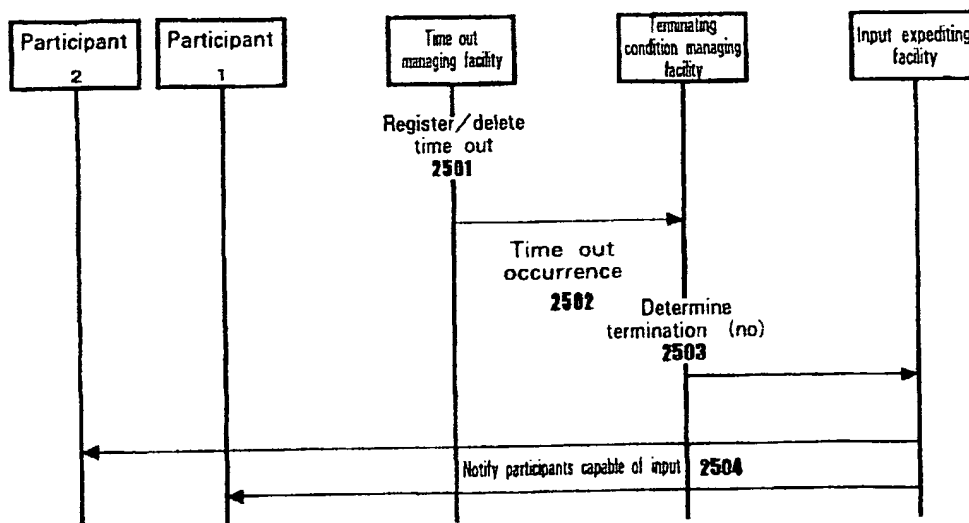 Participant
2
Participant
1
Time out
managing facility
Terminating
condition managing
facility
Input expediting
facility
Register/delete
time out
2501
Time out
occurrence
2502
Determine
termination (no)
2503
Notify participants capable of input 2504